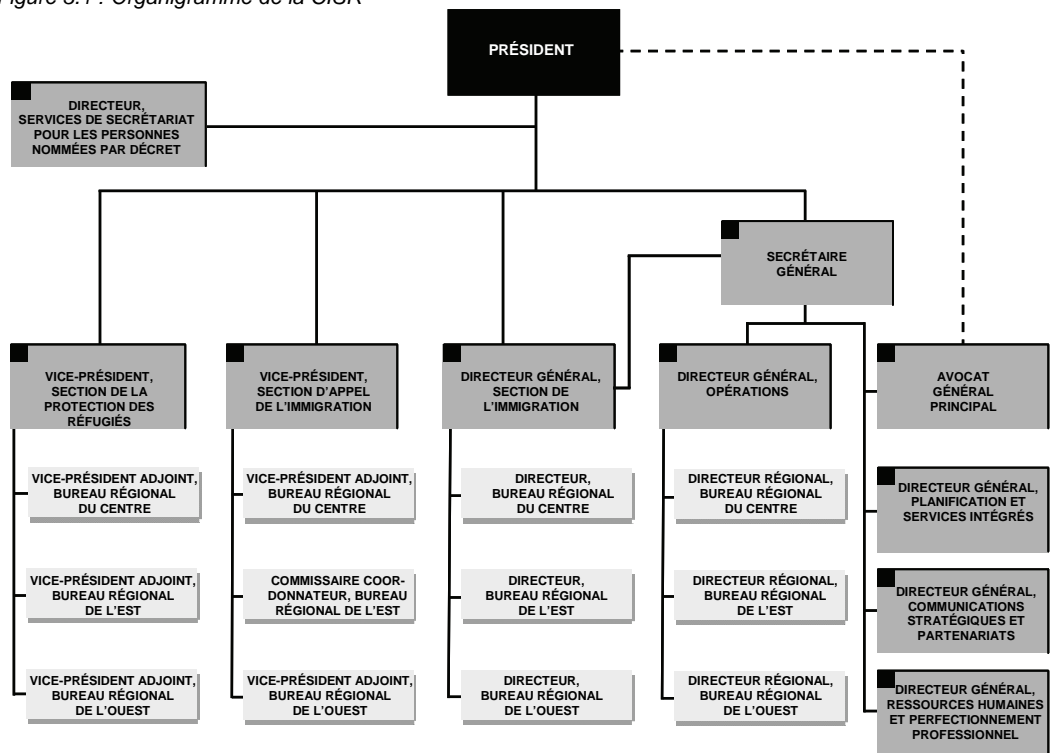 Figure 3.1 : Organigramme de la CISR
PRÉSIDENT
DIRECTEUR,
SERVICES DE SECRÉTARIAT
POUR LES PERSONNES
NOMMÉES PAR DÉCRET
SECRÉTAIRE
GÉNÉRAL
VICE-PRÉSIDENT,
SECTION DE LA
PROTECTION DES
RÉFUGIÉS
VICE-PRÉSIDENT,
SECTION D'APPEL
DE L'IMMIGRATION
DIRECTEUR GÉNÉRAL,
SECTION DE
L'IMMIGRATION
DIRECTEUR GÉNÉRAL,
OPÉRATIONS
AVOCAT
GÉNÉRAL
PRINCIPAL
VICE-PRÉSIDENT ADJOINT,
BUREAU RÉGIONAL
DU CENTRE
VICE-PRÉSIDENT ADJOINT,
BUREAU RÉGIONAL
DU CENTRE
DIRECTEUR,
BUREAU RÉGIONAL
DU CENTRE
DIRECTEUR RÉGIONAL,
BUREAU RÉGIONAL
DU CENTRE
DIRECTEUR GÉNÉRAL,
PLANIFICATION ET
SERVICES INTÉGRÉS
VICE-PRÉSIDENT ADJOINT,
BUREAU RÉGIONAL
DE L'EST
COMMISSAIRE COOR-
DONNATEUR, BUREAU
RÉGIONAL DE L'EST
DIRECTEUR,
BUREAU RÉGIONAL
DE L'EST
DIRECTEUR RÉGIONAL,
BUREAU RÉGIONAL
DE L'EST
DIRECTEUR GÉNÉRAL,
COMMUNICATIONS
STRATÉGIQUES ET
PARTENARIATS
VICE-PRÉSIDENT ADJOINT,
BUREAU RÉGIONAL
DE L'OUEST
VICE-PRÉSIDENT ADJOINT,
BUREAU RÉGIONAL
DE L'OUEST
DIRECTEUR,
BUREAU RÉGIONAL
DE L'OUEST
DIRECTEUR RÉGIONAL,
BUREAU RÉGIONAL
DE L'OUEST
DIRECTEUR GÉNÉRAL,
RESSOURCES HUMAINES
ET PERFECTIONNEMENT
PROFESSIONNEL